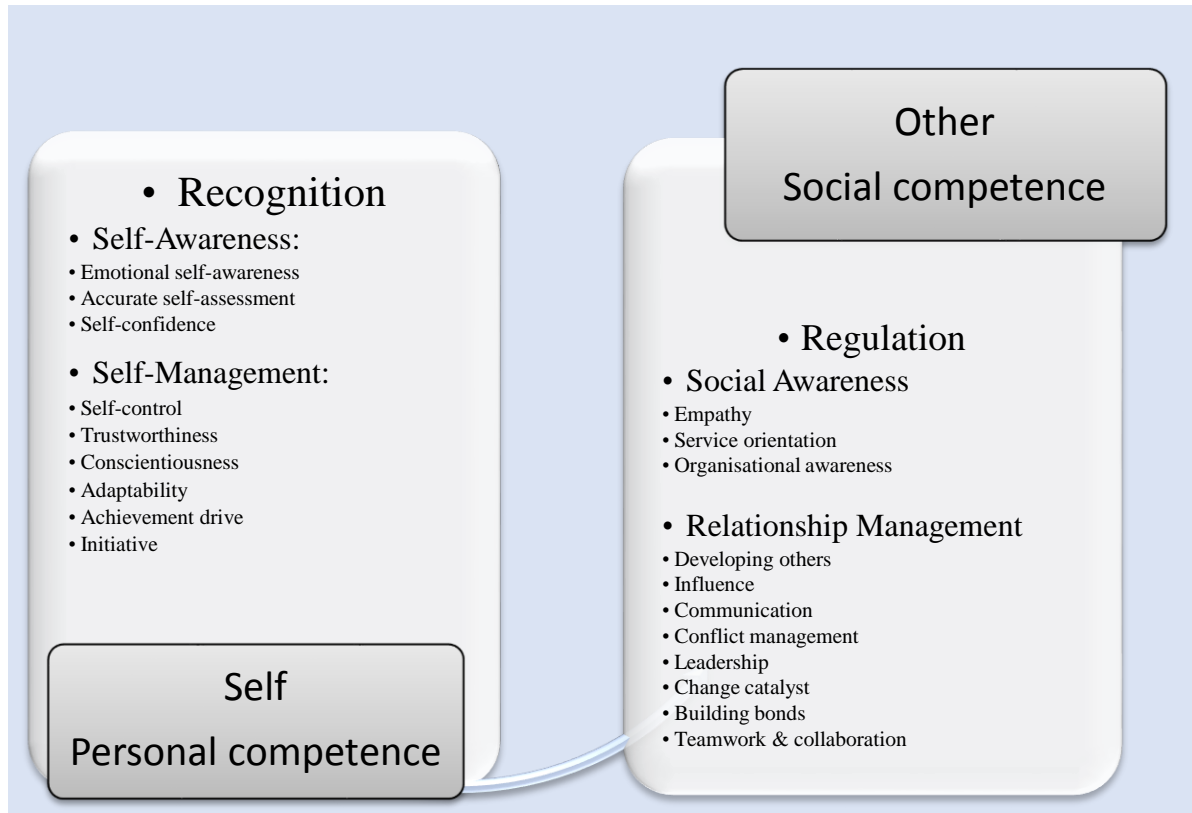 • Recognition
• Self-Awareness:
• Emotional self-awareness
• Accurate self-assessment
• Self-confidence
• Self-Management:
• Self-control
• Trustworthiness
• Conscientiousness
• Adaptability
• Achievement drive
• Initiative
Self
Personal competence
Other
Social competence
• Regulation
• Social Awareness
• Empathy
• Service orientation
• Organisational awareness
• Relationship Management
• Developing others
• Influence
• Communication
• Conflict management
• Leadership
• Change catalyst
• Building bonds
• Teamwork & collaboration